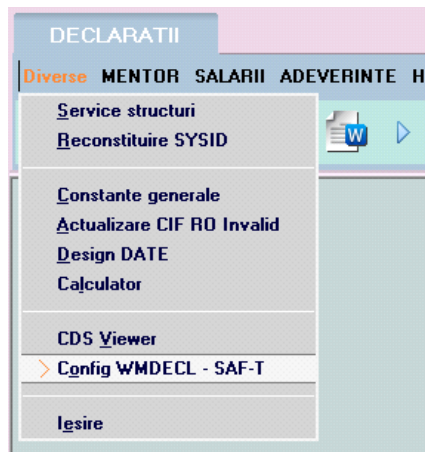 DECLARATII
Diverse MENTOR SALARII ADEVERINTE H
Service structuri
Reconstituire SYSID
W
Constante generale
Actualizare CIF RO Invalid
Design DATE
Calculator
CDS Viewer
Config WMDECL - SAF-T
Iesire